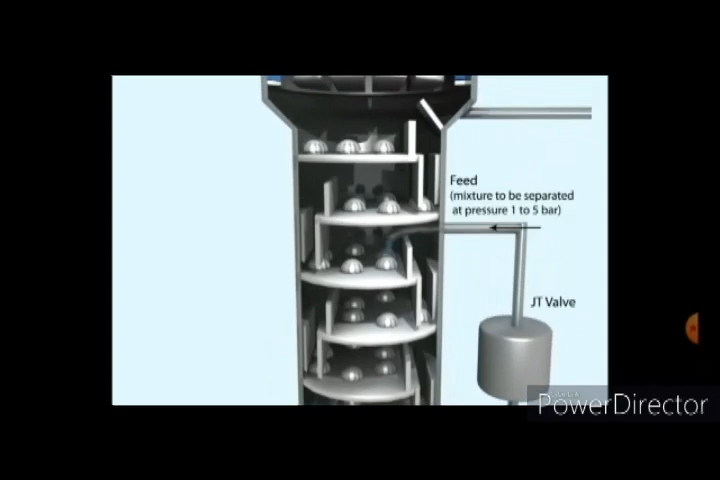 Feed
(mixture to be separated
at pressure 1 to 5 bar)
JT Valve
PowerDirector